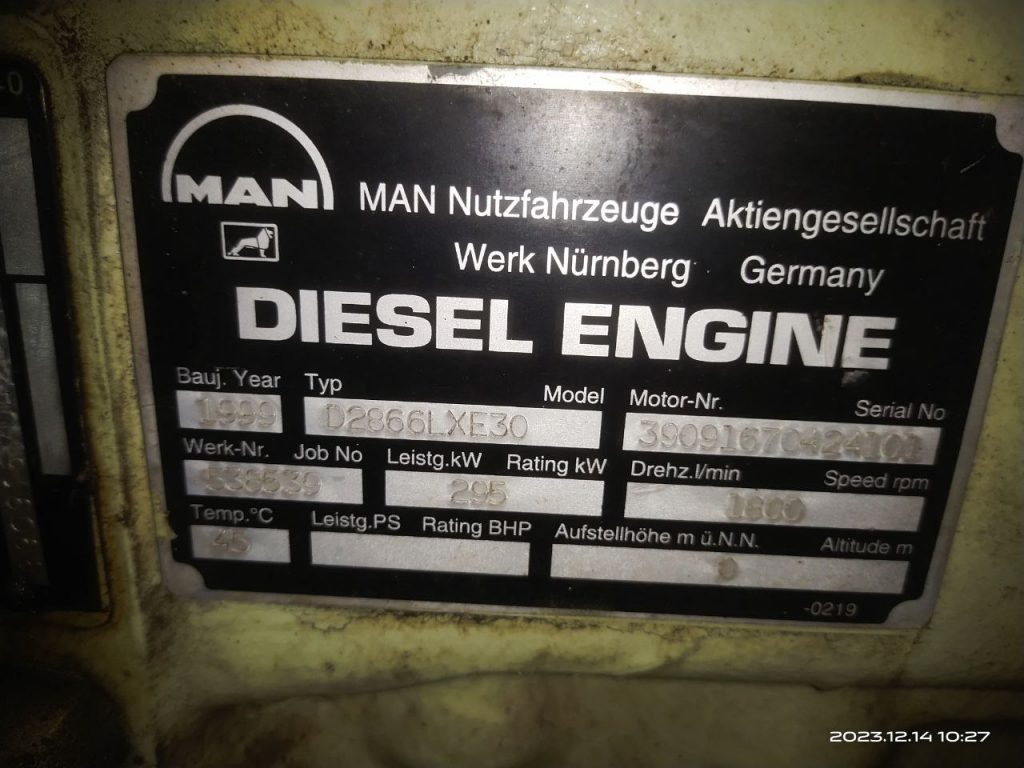 MAN
MAN Nutzfahrzeuge Aktiengesellschaft
Werk Nürnberg Germany
DIESEL ENGINE
Bauj. Year Typ Model Motor-Nr. Serial No
1999 D2866LXE30 39091670424101
Werk-Nr. Job No Leistg.kW Rating kW Drehz.l/min Speed rpm
536539 295 1800
Temp.°C Leistg.PS Rating BHP Aufstellhöhe m ü.N.N. Altitude m
45 0
-0219
2023.12.14 10:27